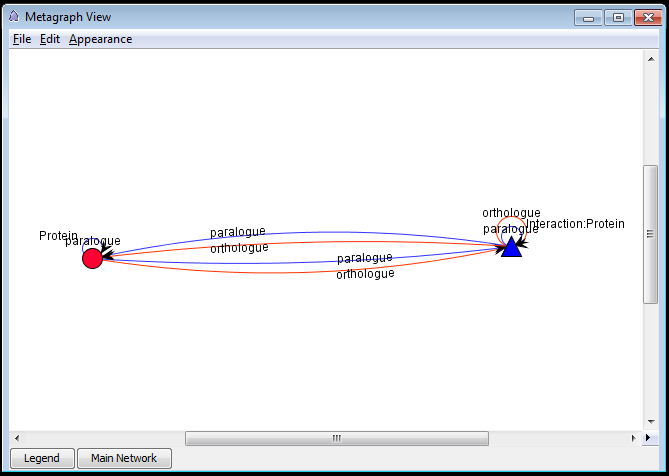 Metagraph View
File Edit Appearance
orthologue
Interaction:Protein
paralogue
Protein
paralogue
paralogue
orthologue
paralogue
orthologue
Legend
Main Network